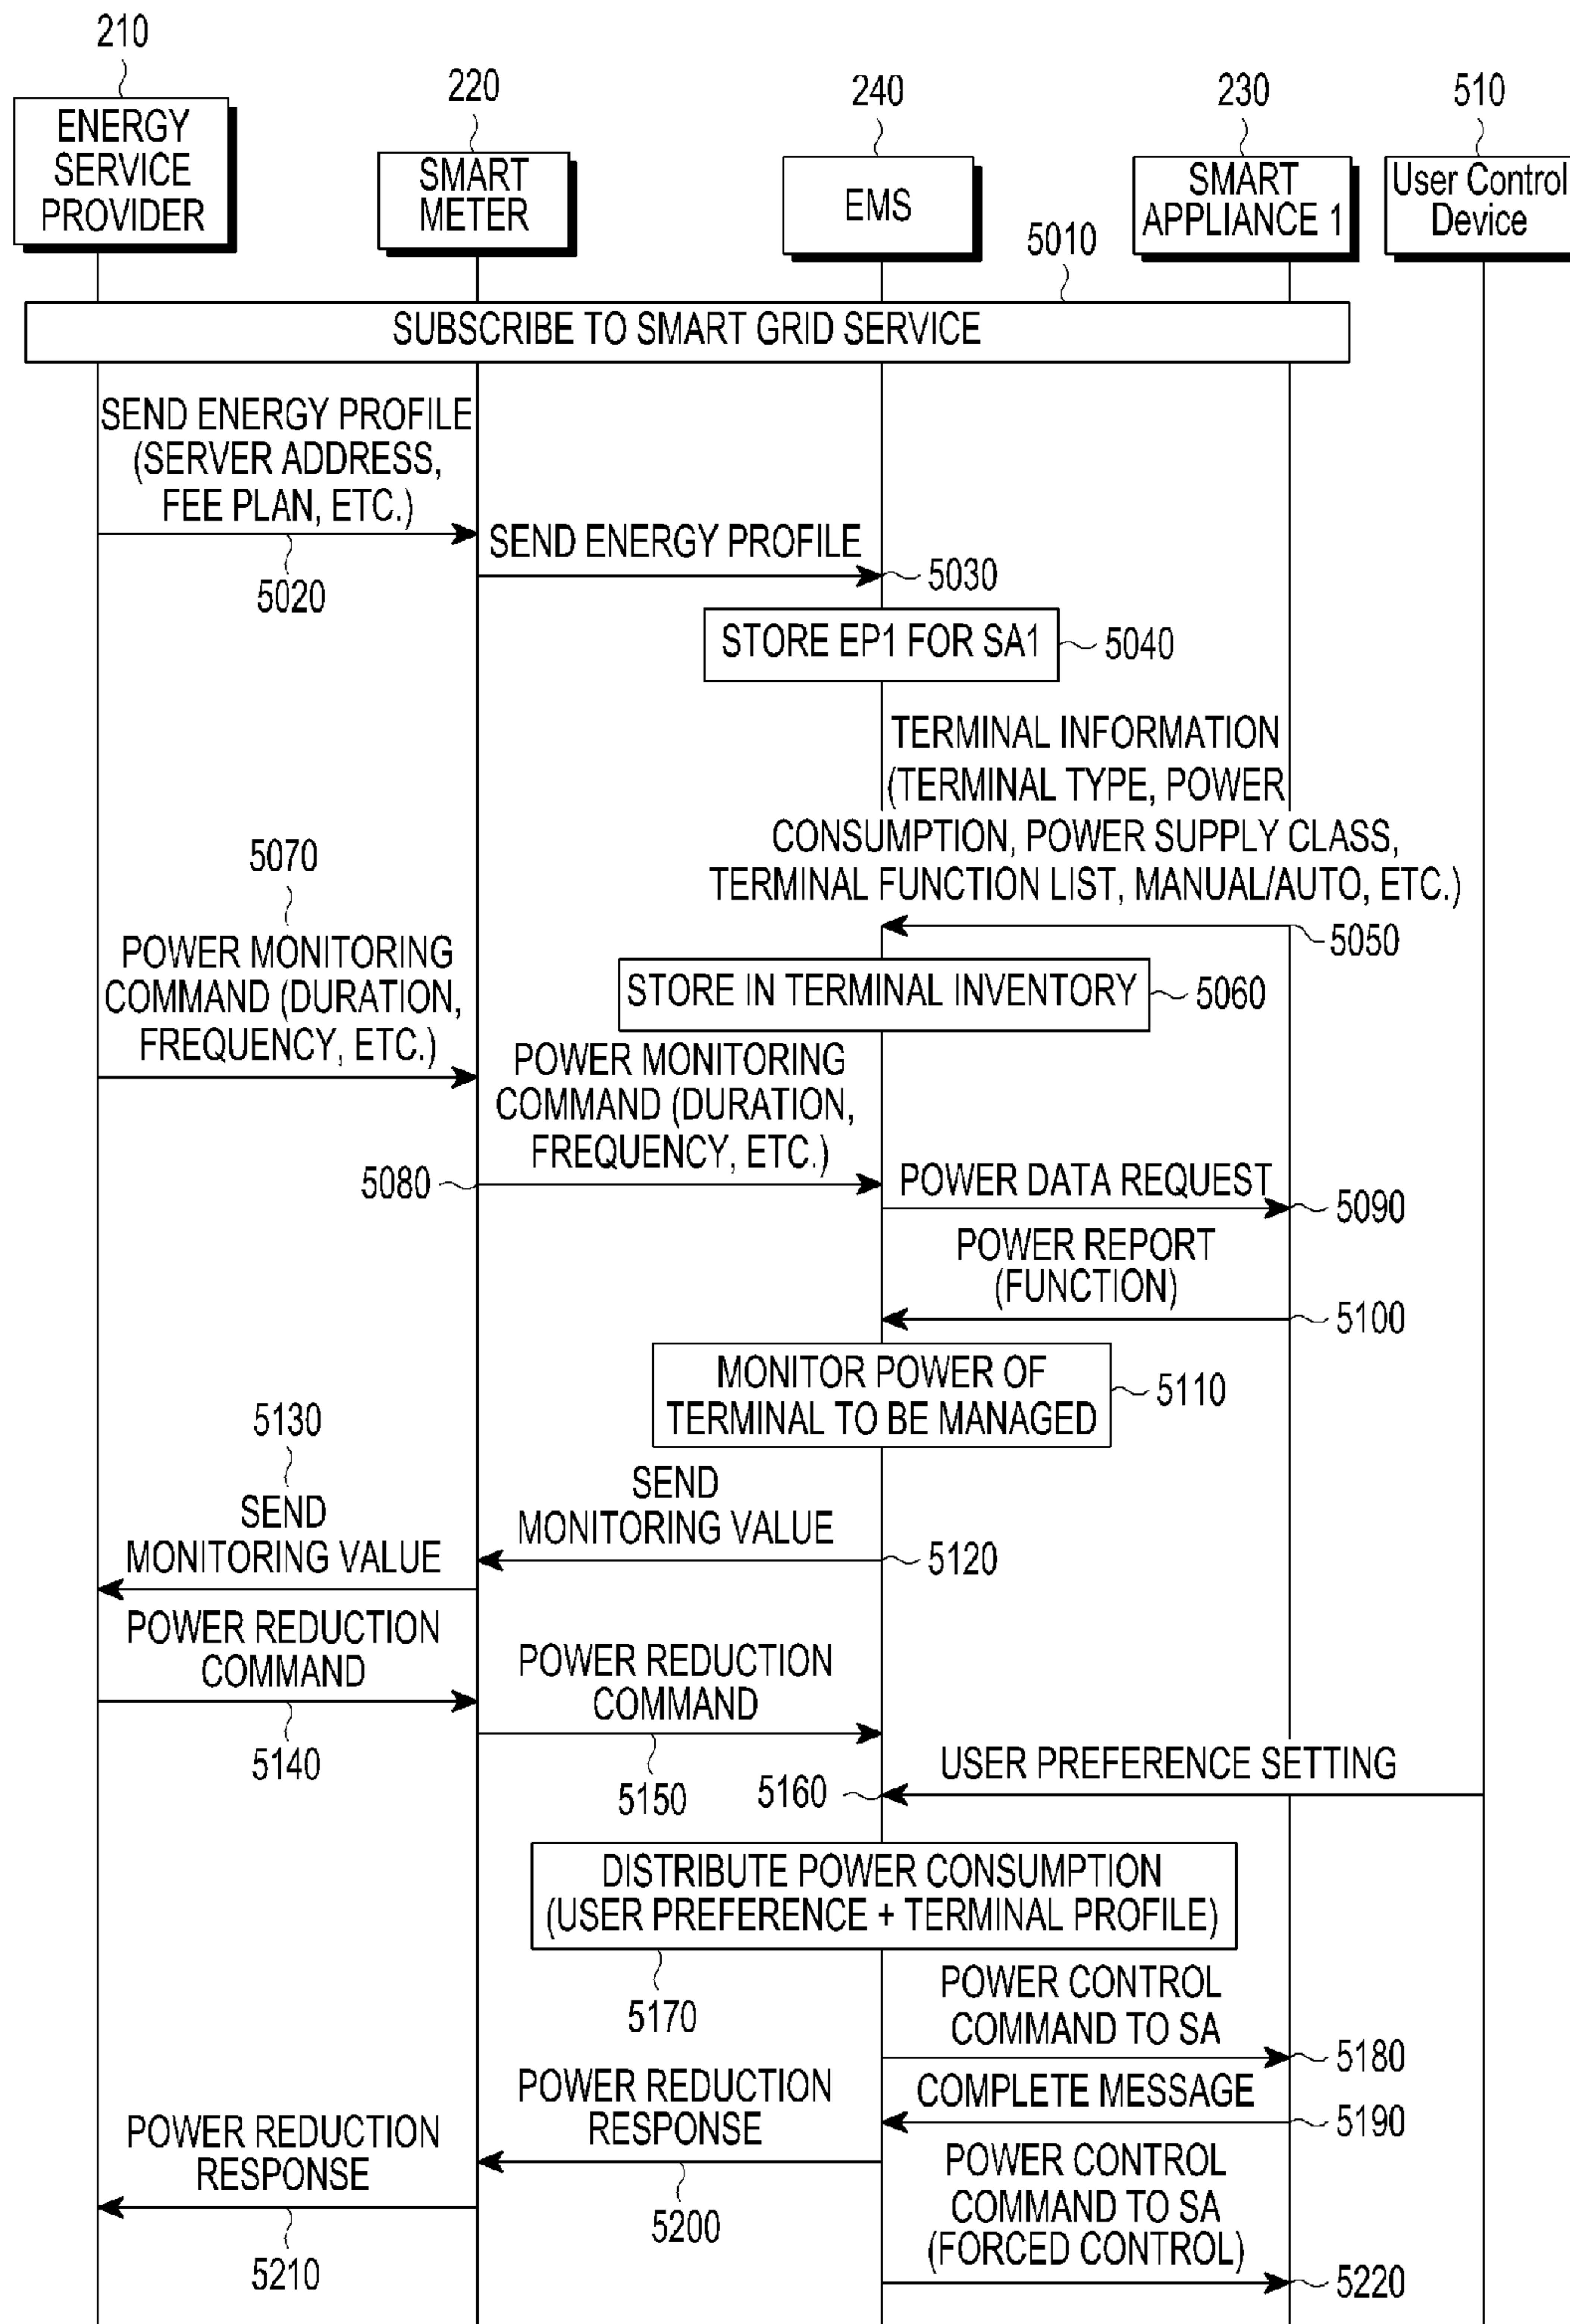 210
220
240
230
510
ENERGY
SERVICE
PROVIDER
SMART
METER
EMS
SMART
APPLIANCE 1
User Control
Device
5010
SUBSCRIBE TO SMART GRID SERVICE
SEND ENERGY PROFILE
(SERVER ADDRESS,
FEE PLAN, ETC.)
5020
SEND ENERGY PROFILE
5030
STORE EP1 FOR SA1
5040
TERMINAL INFORMATION
(TERMINAL TYPE, POWER
CONSUMPTION, POWER SUPPLY CLASS,
TERMINAL FUNCTION LIST, MANUAL/AUTO, ETC.)
5050
STORE IN TERMINAL INVENTORY
5060
5070
POWER MONITORING
COMMAND (DURATION,
FREQUENCY, ETC.)
POWER MONITORING
COMMAND (DURATION,
FREQUENCY, ETC.)
5080
POWER DATA REQUEST
5090
POWER REPORT
(FUNCTION)
5100
MONITOR POWER OF
TERMINAL TO BE MANAGED
5110
SEND
MONITORING VALUE
5120
5130
SEND
MONITORING VALUE
POWER REDUCTION
COMMAND
5140
POWER REDUCTION
COMMAND
5150
USER PREFERENCE SETTING
5160
DISTRIBUTE POWER CONSUMPTION
(USER PREFERENCE + TERMINAL PROFILE)
5170
POWER CONTROL
COMMAND TO SA
5180
COMPLETE MESSAGE
5190
POWER REDUCTION
RESPONSE
5200
POWER REDUCTION
RESPONSE
5210
POWER CONTROL
COMMAND TO SA
(FORCED CONTROL)
5220